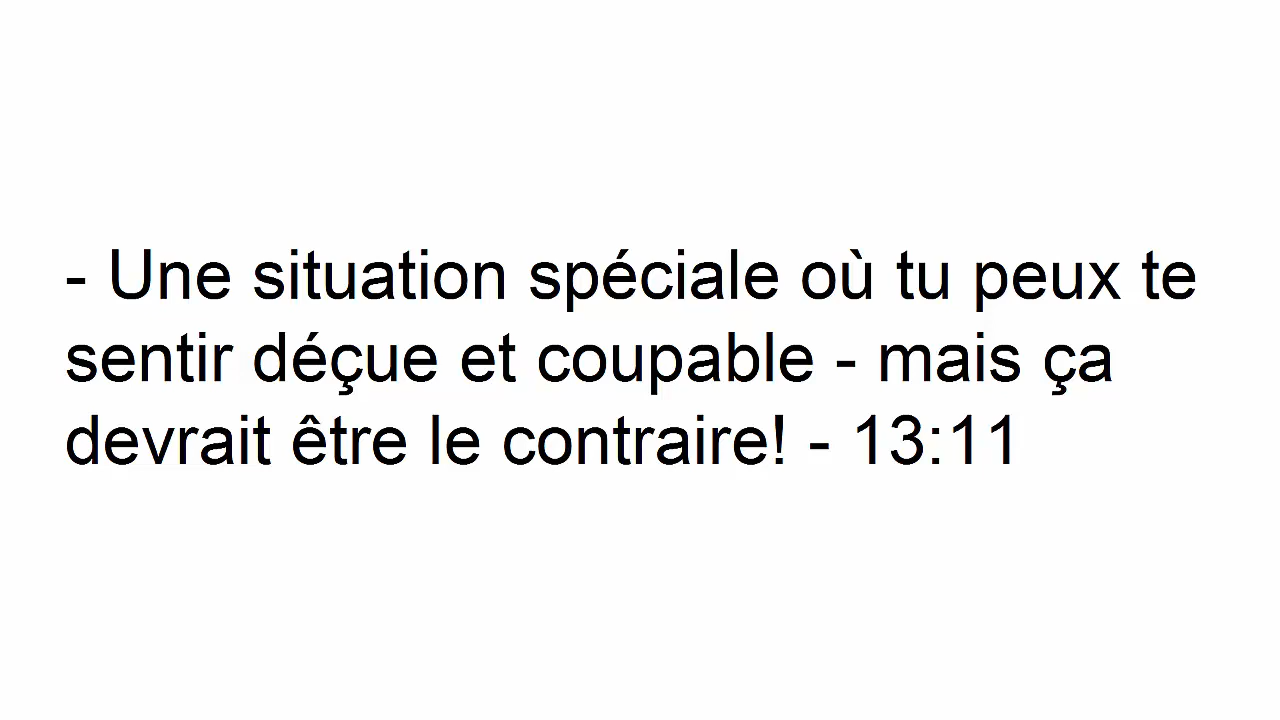 - Une situation spéciale où tu peux te
sentir déçue et coupable - mais ça
devrait être le contraire! - 13:11